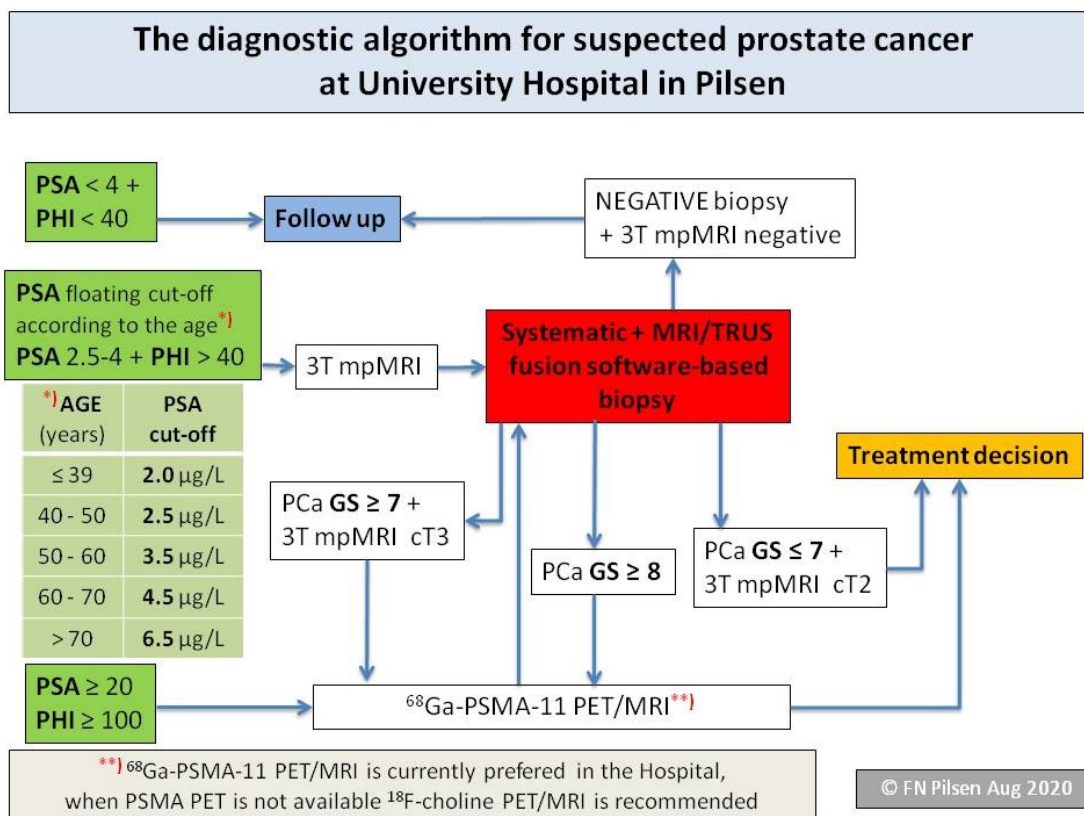 The diagnostic algorithm for suspected prostate cancer
at University Hospital in Pilsen
PSA < 4 +
PHI < 40
Follow up
NEGATIVE biopsy
+ 3T mpMRI negative
PSA floating cut-off
according to the age*)
PSA 2.5-4 + PHI > 40
3T mpMRI
Systematic + MRI/TRUS
fusion software-based
biopsy
*) AGE
(years)
PSA
cut-off
≤ 39 2.0 µg/L
40 - 50 2.5 µg/L
50 - 60 3.5 µg/L
60 - 70 4.5 µg/L
> 70 6.5 µg/L
Treatment decision
PCa GS ≥ 7 +
3T mpMRI cT3
PCa GS ≥ 8
PCa GS ≤ 7 +
3T mpMRI cT2
PSA ≥ 20
PHI ≥ 100
⁶⁸Ga-PSMA-11 PET/MRI**)
**) ⁶⁸Ga-PSMA-11 PET/MRI is currently prefered in the Hospital,
when PSMA PET is not available ¹⁸F-choline PET/MRI is recommended
© FN Pilsen Aug 2020